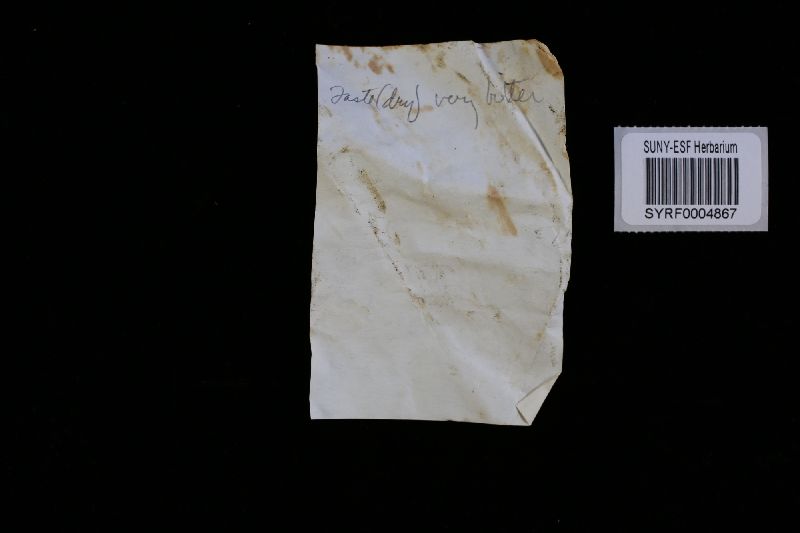 Taste (dry) very bitter
SUNY-ESF Herbarium
SYRF0004867